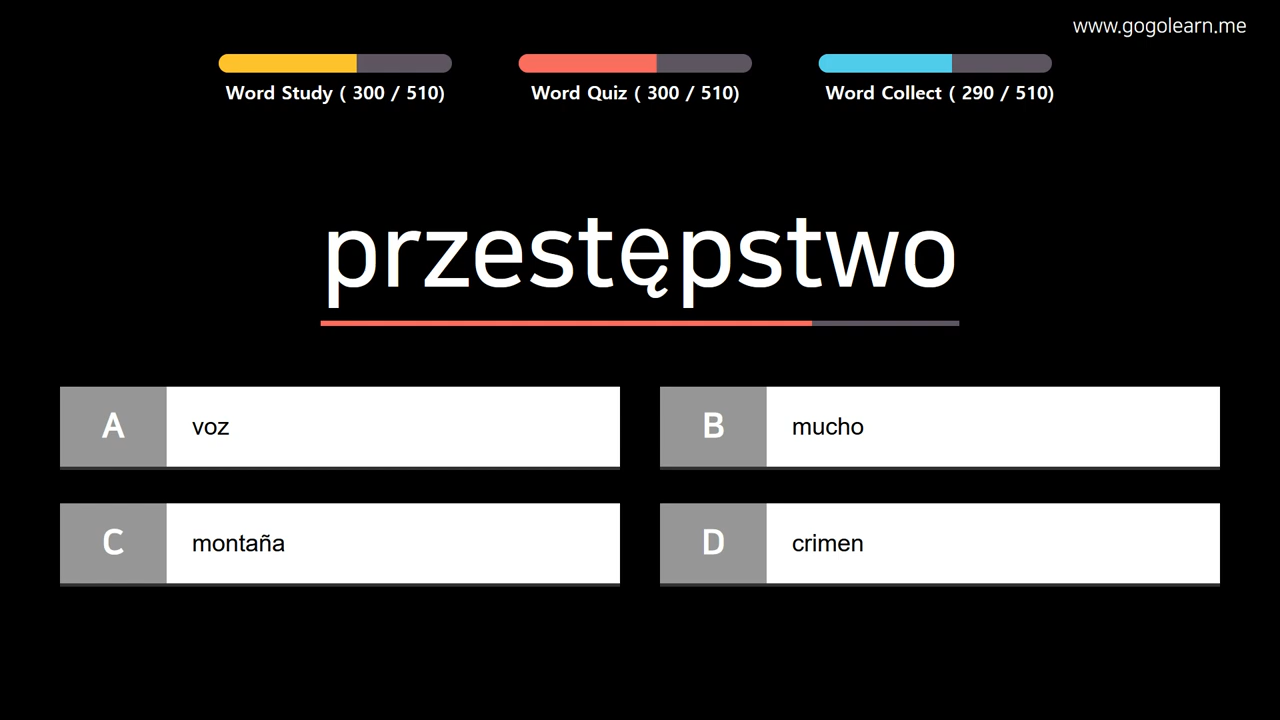 www.gogolearn.me
Word Study ( 300 / 510)
Word Quiz ( 300 / 510)
Word Collect ( 290 / 510)
przestępstwo
A voz
B mucho
C montaña
D crimen